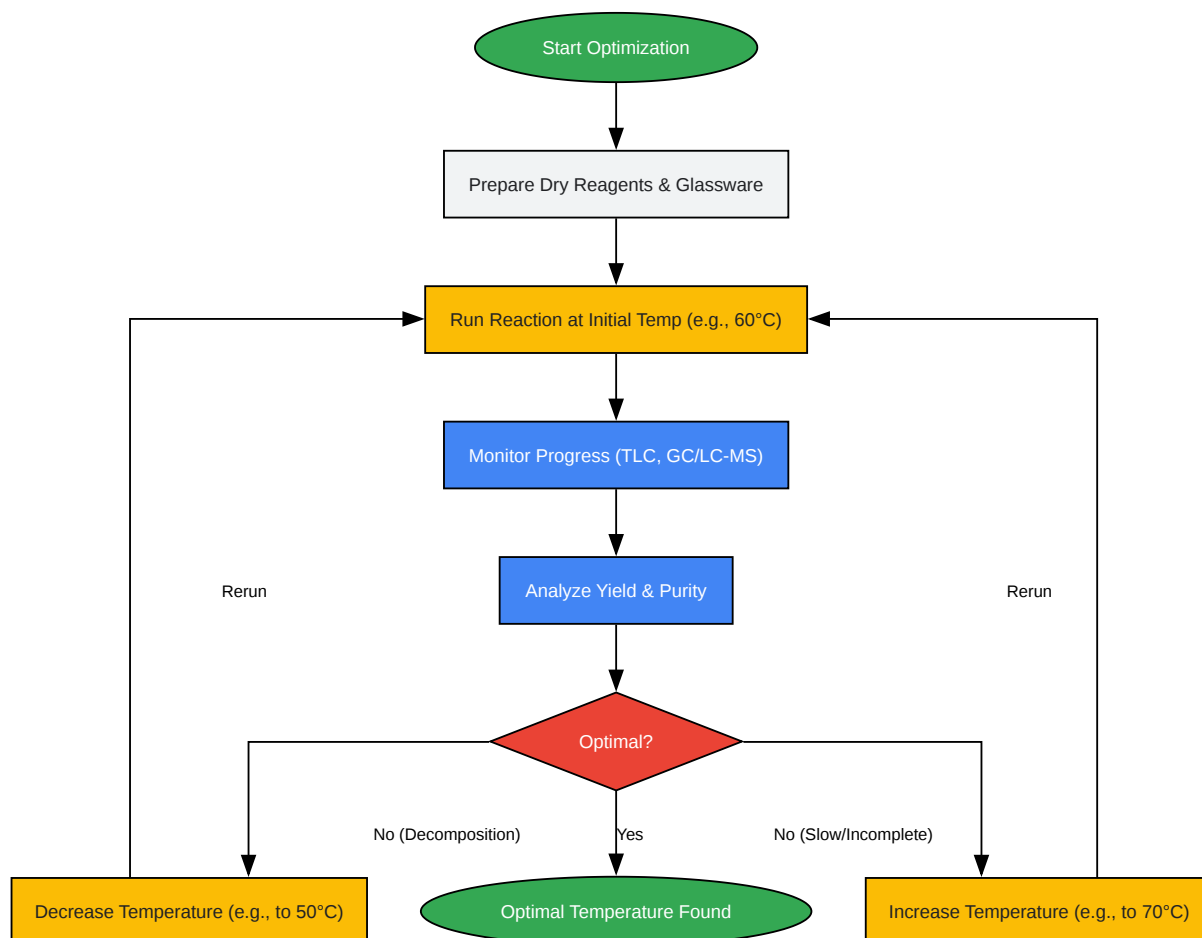 Start Optimization
Prepare Dry Reagents & Glassware
Run Reaction at Initial Temp (e.g., 60°C)
Monitor Progress (TLC, GC/LC-MS)
Analyze Yield & Purity
Rerun
Rerun
Optimal?
No (Decomposition)
Yes
No (Slow/Incomplete)
Decrease Temperature (e.g., to 50°C)
Optimal Temperature Found
Increase Temperature (e.g., to 70°C)